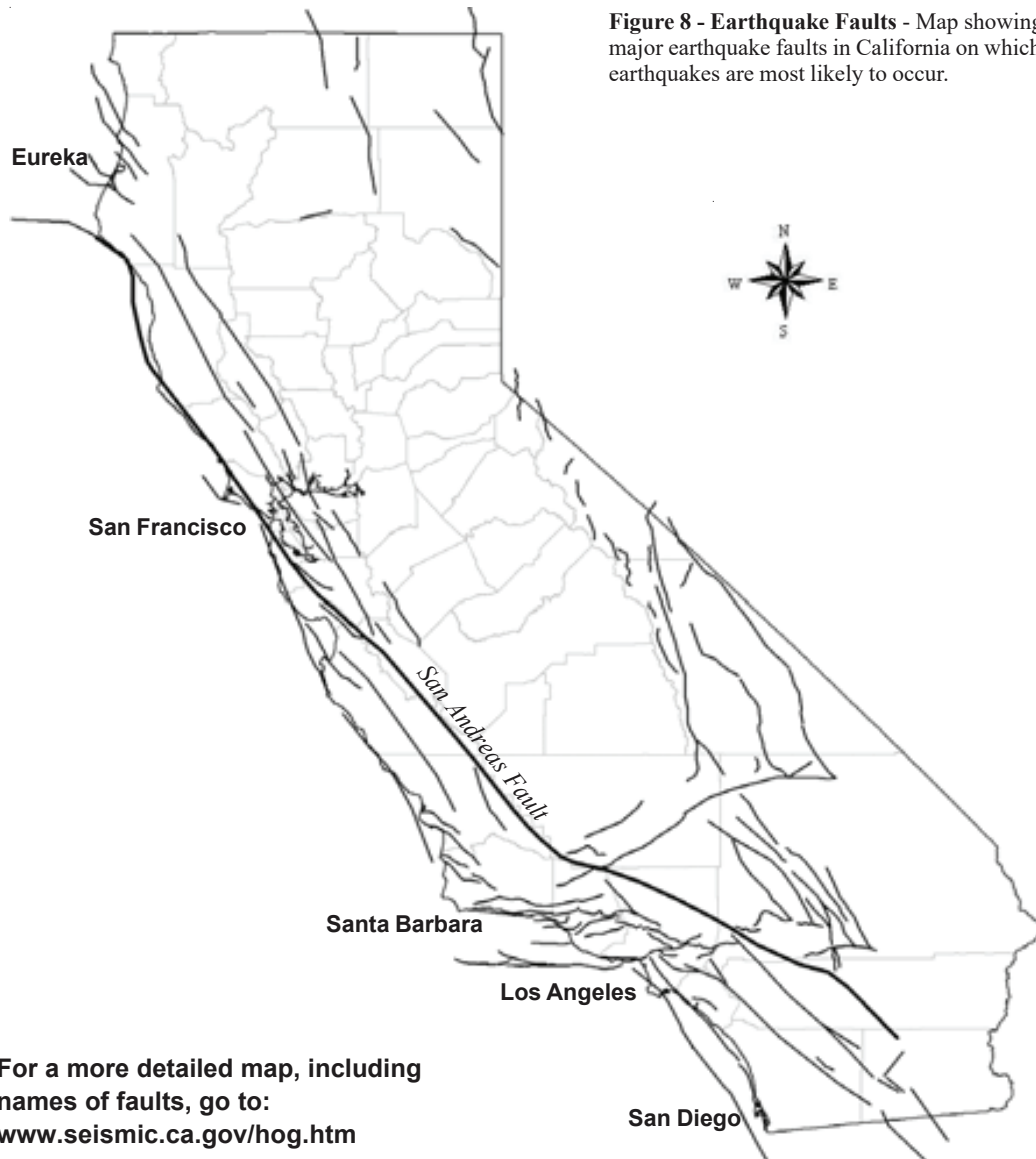 Figure 8 - Earthquake Faults - Map showing
major earthquake faults in California on which
earthquakes are most likely to occur.
Eureka
N
W
E
S
San Francisco
San Andreas Fault
Santa Barbara
Los Angeles
San Diego
For a more detailed map, including
names of faults, go to:
www.seismic.ca.gov/hog.htm